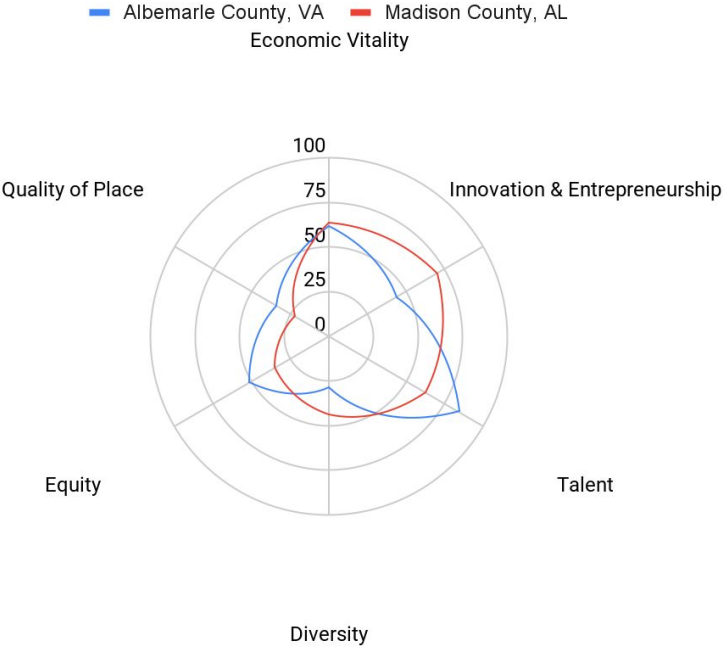 Albemarle County, VA Madison County, AL
Economic Vitality
100
Quality of Place
75
Innovation & Entrepreneurship
50
25
0
Equity
Talent
Diversity